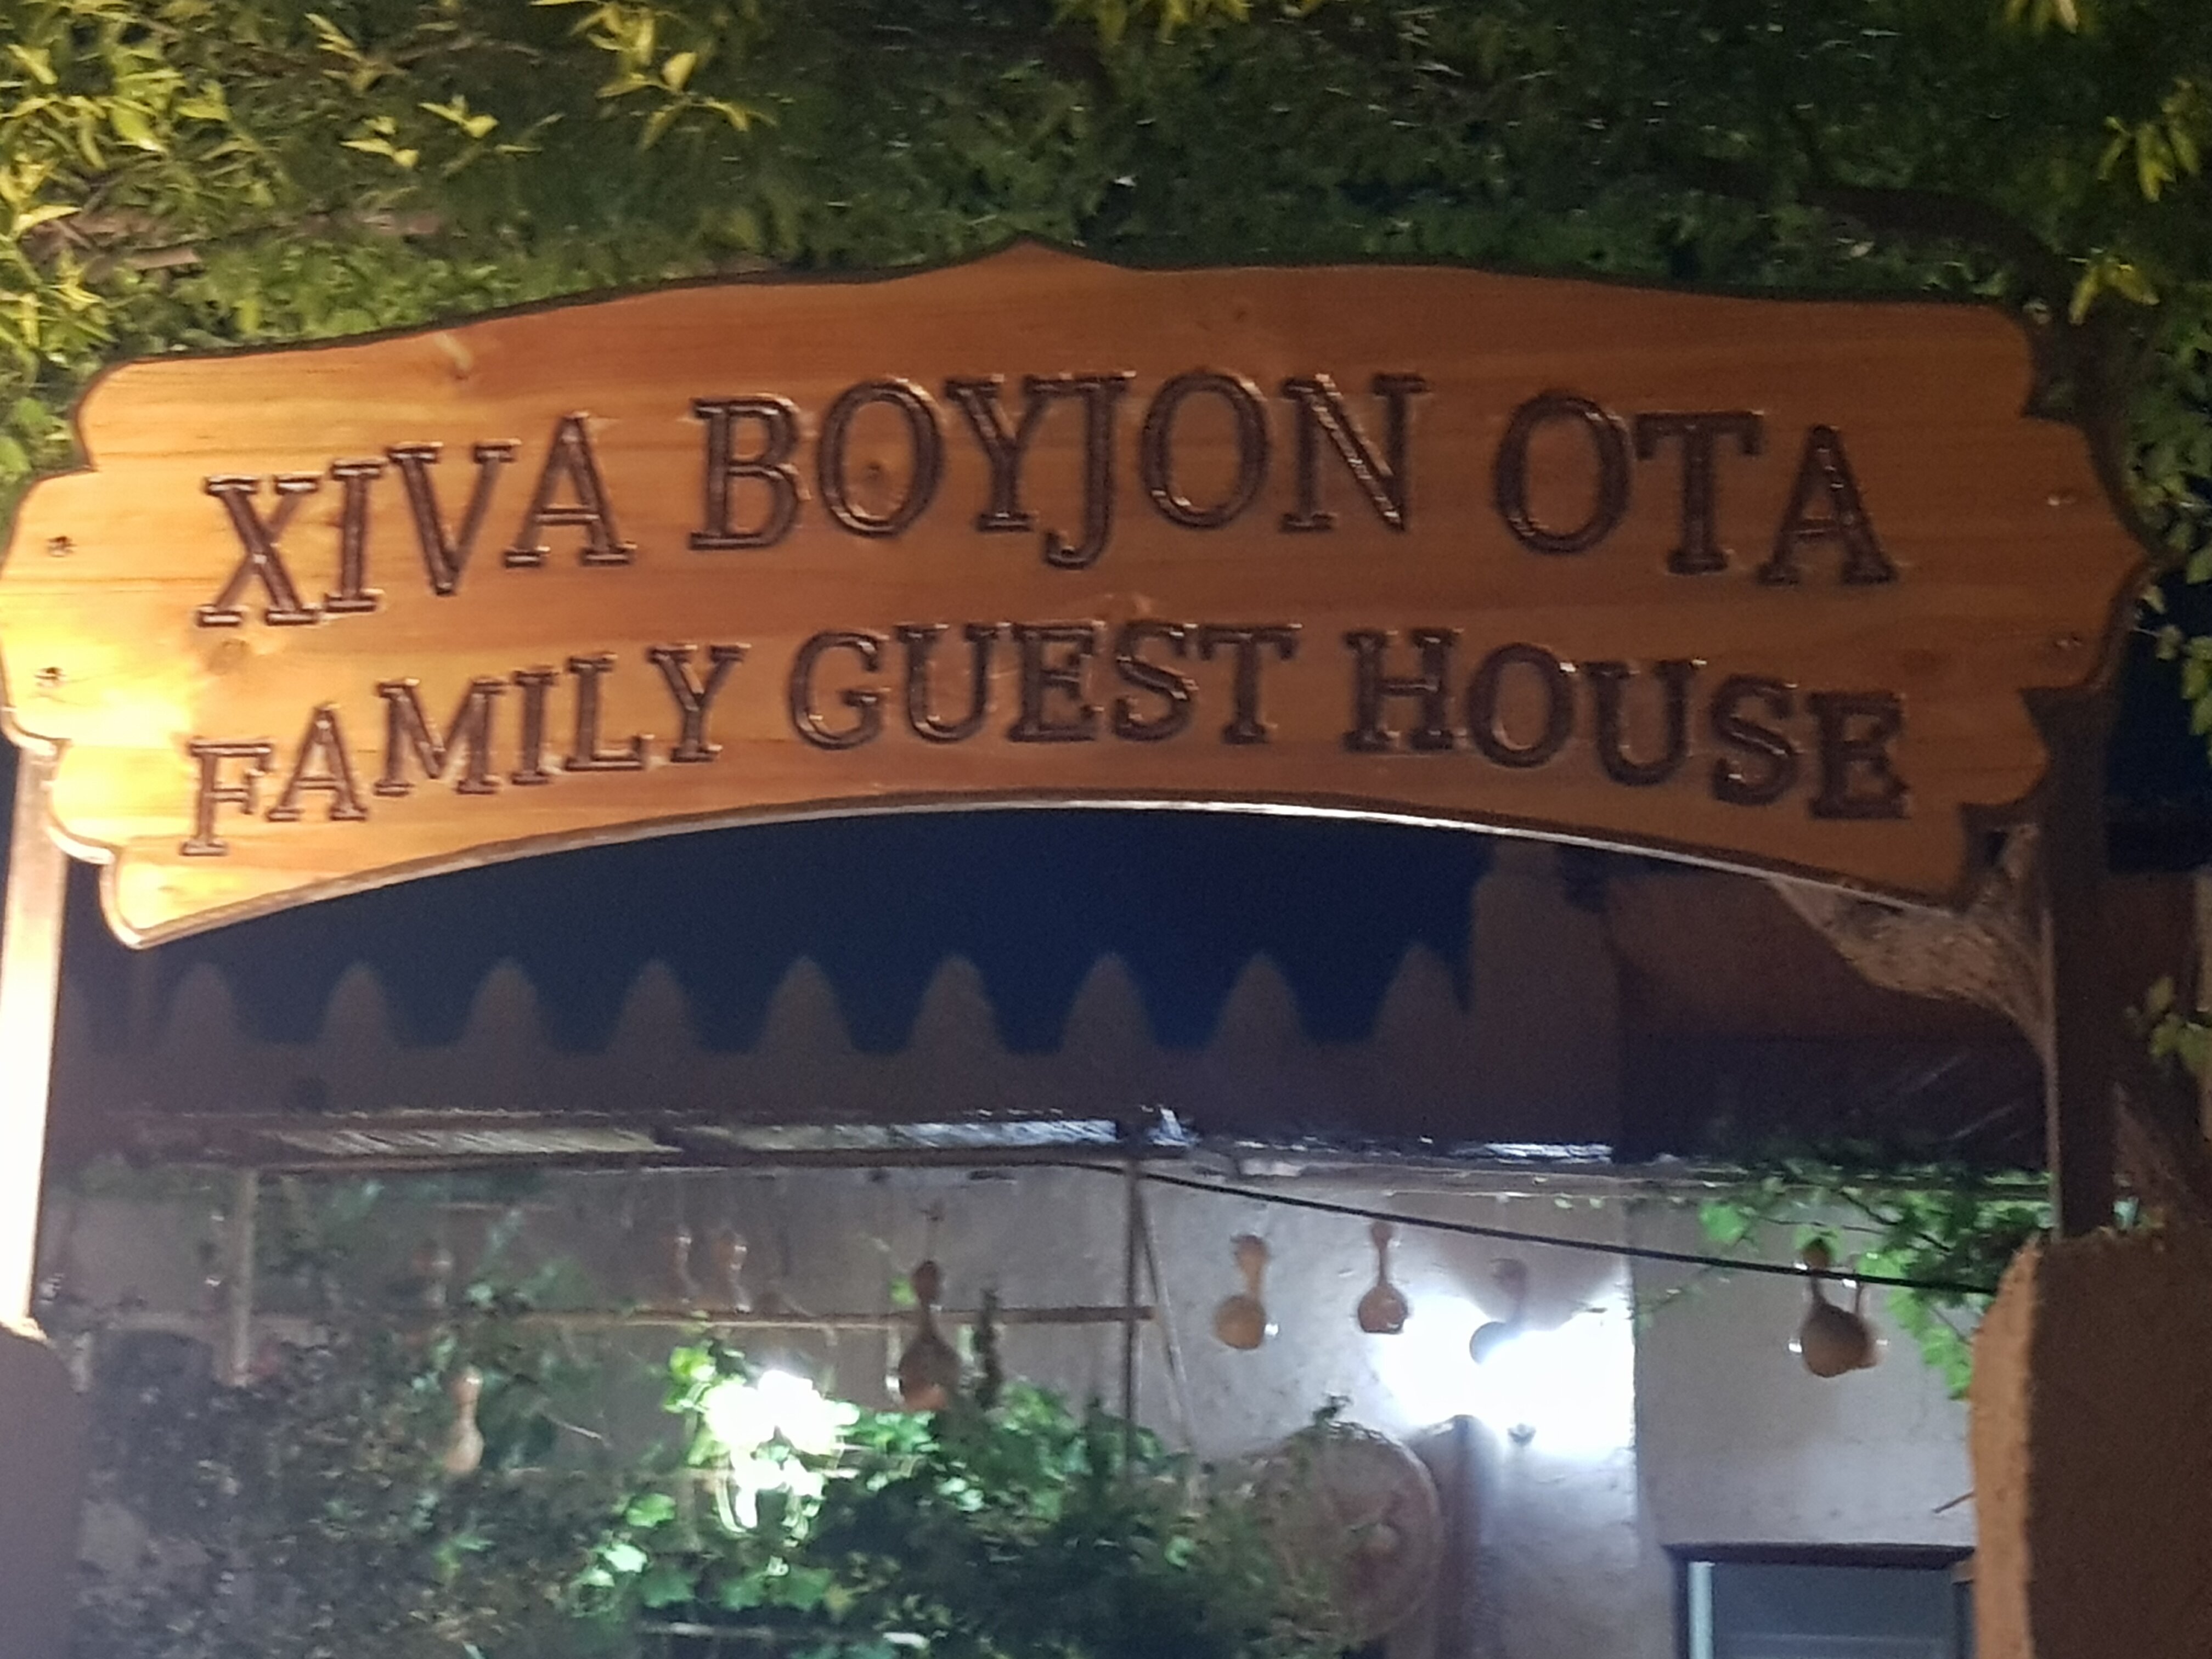 XIVA BOYJON OTA
FAMILY GUEST HOUSE